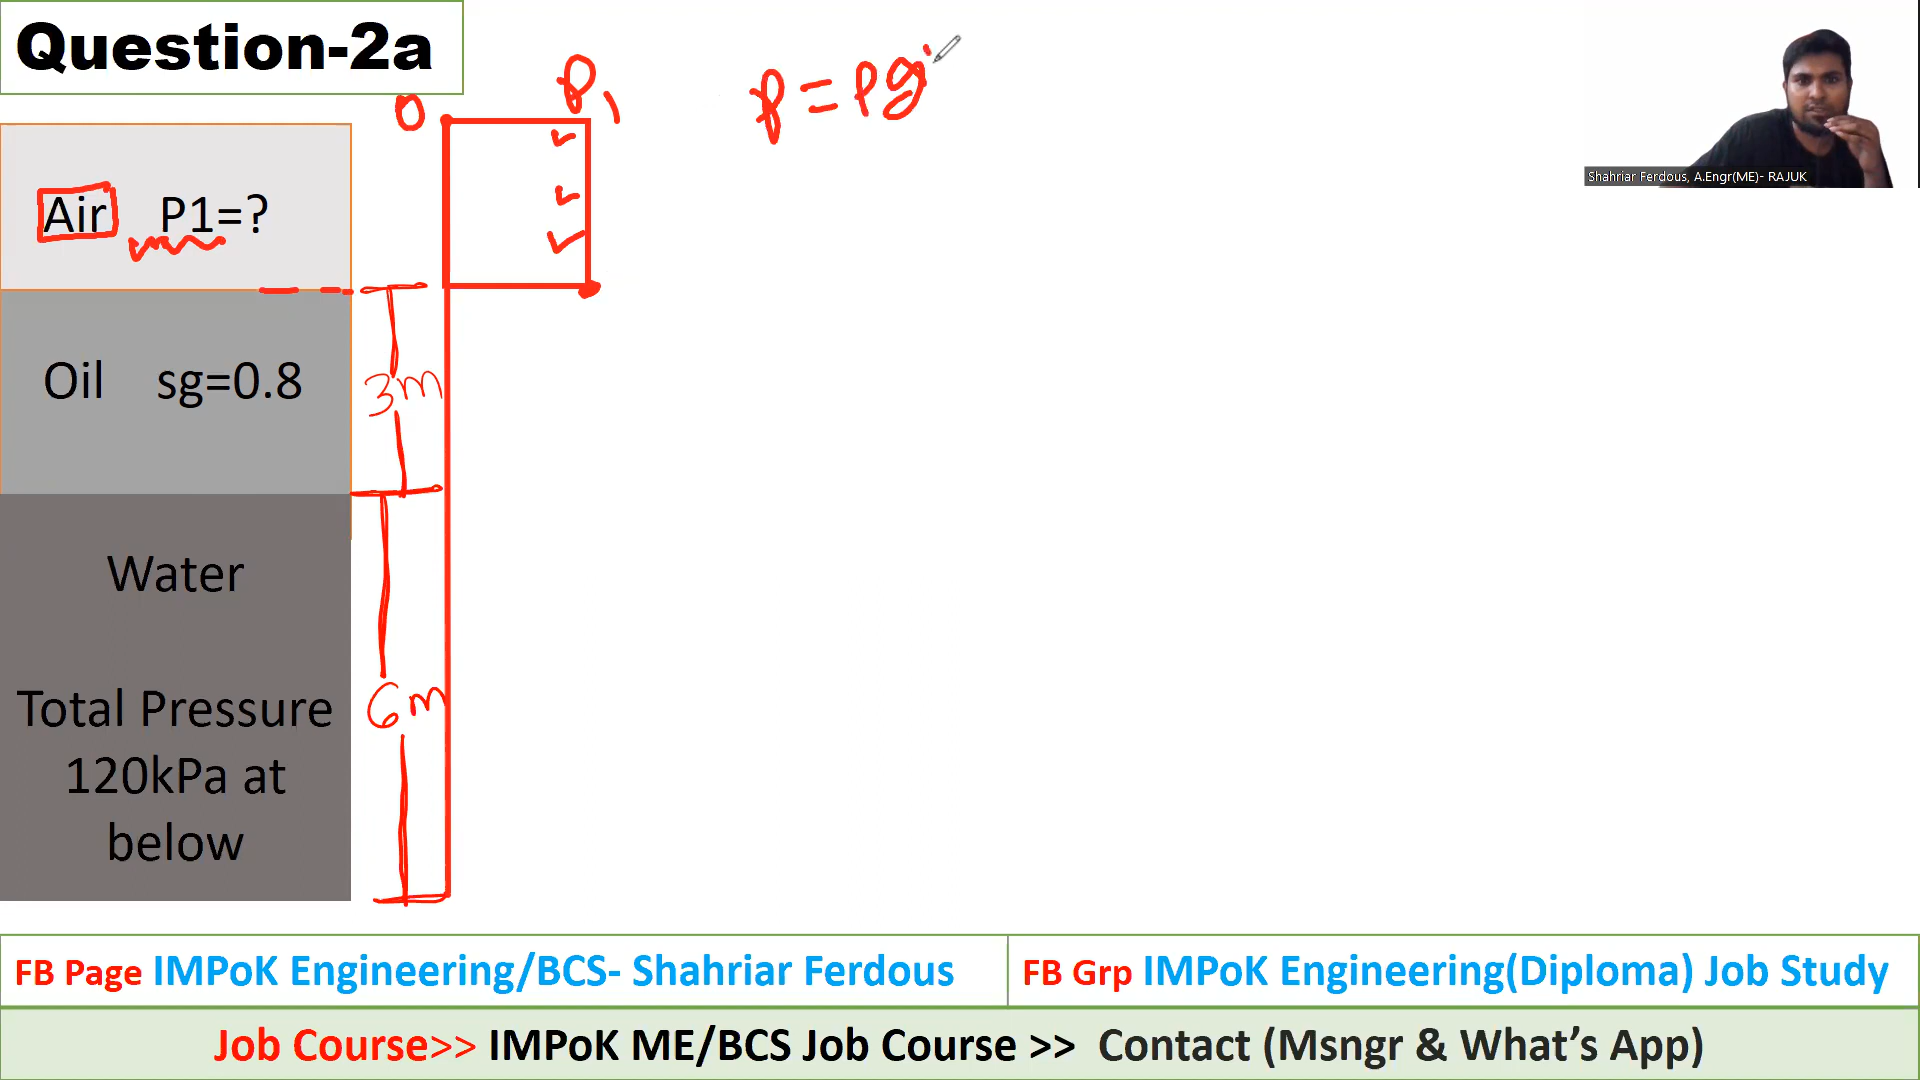 Question-2a
0
P1
P = ρg
Shahriar Ferdous, A.Engr(ME)- RAJUK
Air P1=?
Oil sg=0.8
3m
Water
6m
Total Pressure
120kPa at
below
FB Page IMPoK Engineering/BCS- Shahriar Ferdous
FB Grp IMPoK Engineering(Diploma) Job Study
Job Course>> IMPoK ME/BCS Job Course >> Contact (Msngr & What’s App)